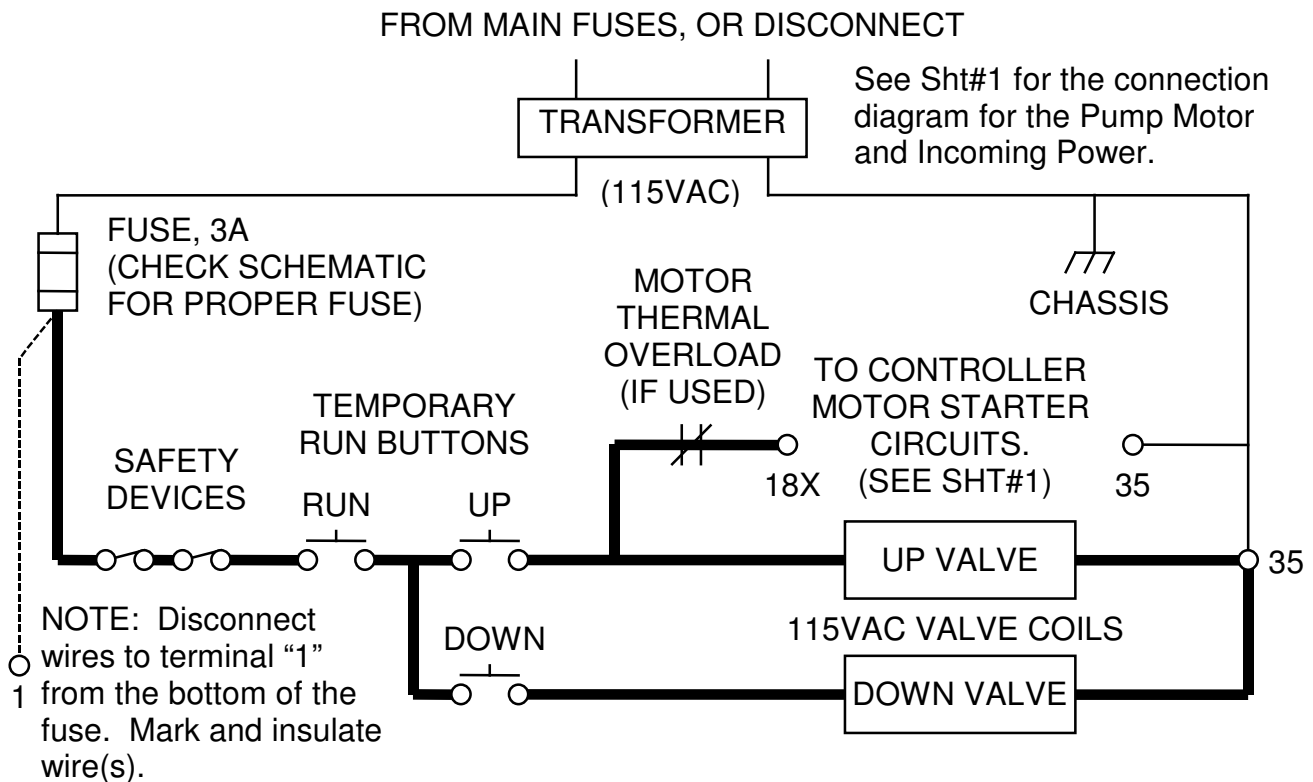 FROM MAIN FUSES, OR DISCONNECT
See Sht#1 for the connection
diagram for the Pump Motor
and Incoming Power.
TRANSFORMER
(115VAC)
FUSE, 3A
(CHECK SCHEMATIC
FOR PROPER FUSE)
CHASSIS
MOTOR
THERMAL
OVERLOAD
(IF USED)
TO CONTROLLER
MOTOR STARTER
CIRCUITS.
(SEE SHT#1)
18X
35
TEMPORARY
RUN BUTTONS
SAFETY
DEVICES
RUN
UP
UP VALVE
35
115VAC VALVE COILS
DOWN
DOWN VALVE
1
NOTE: Disconnect
wires to terminal “1”
from the bottom of the
fuse. Mark and insulate
wire(s).